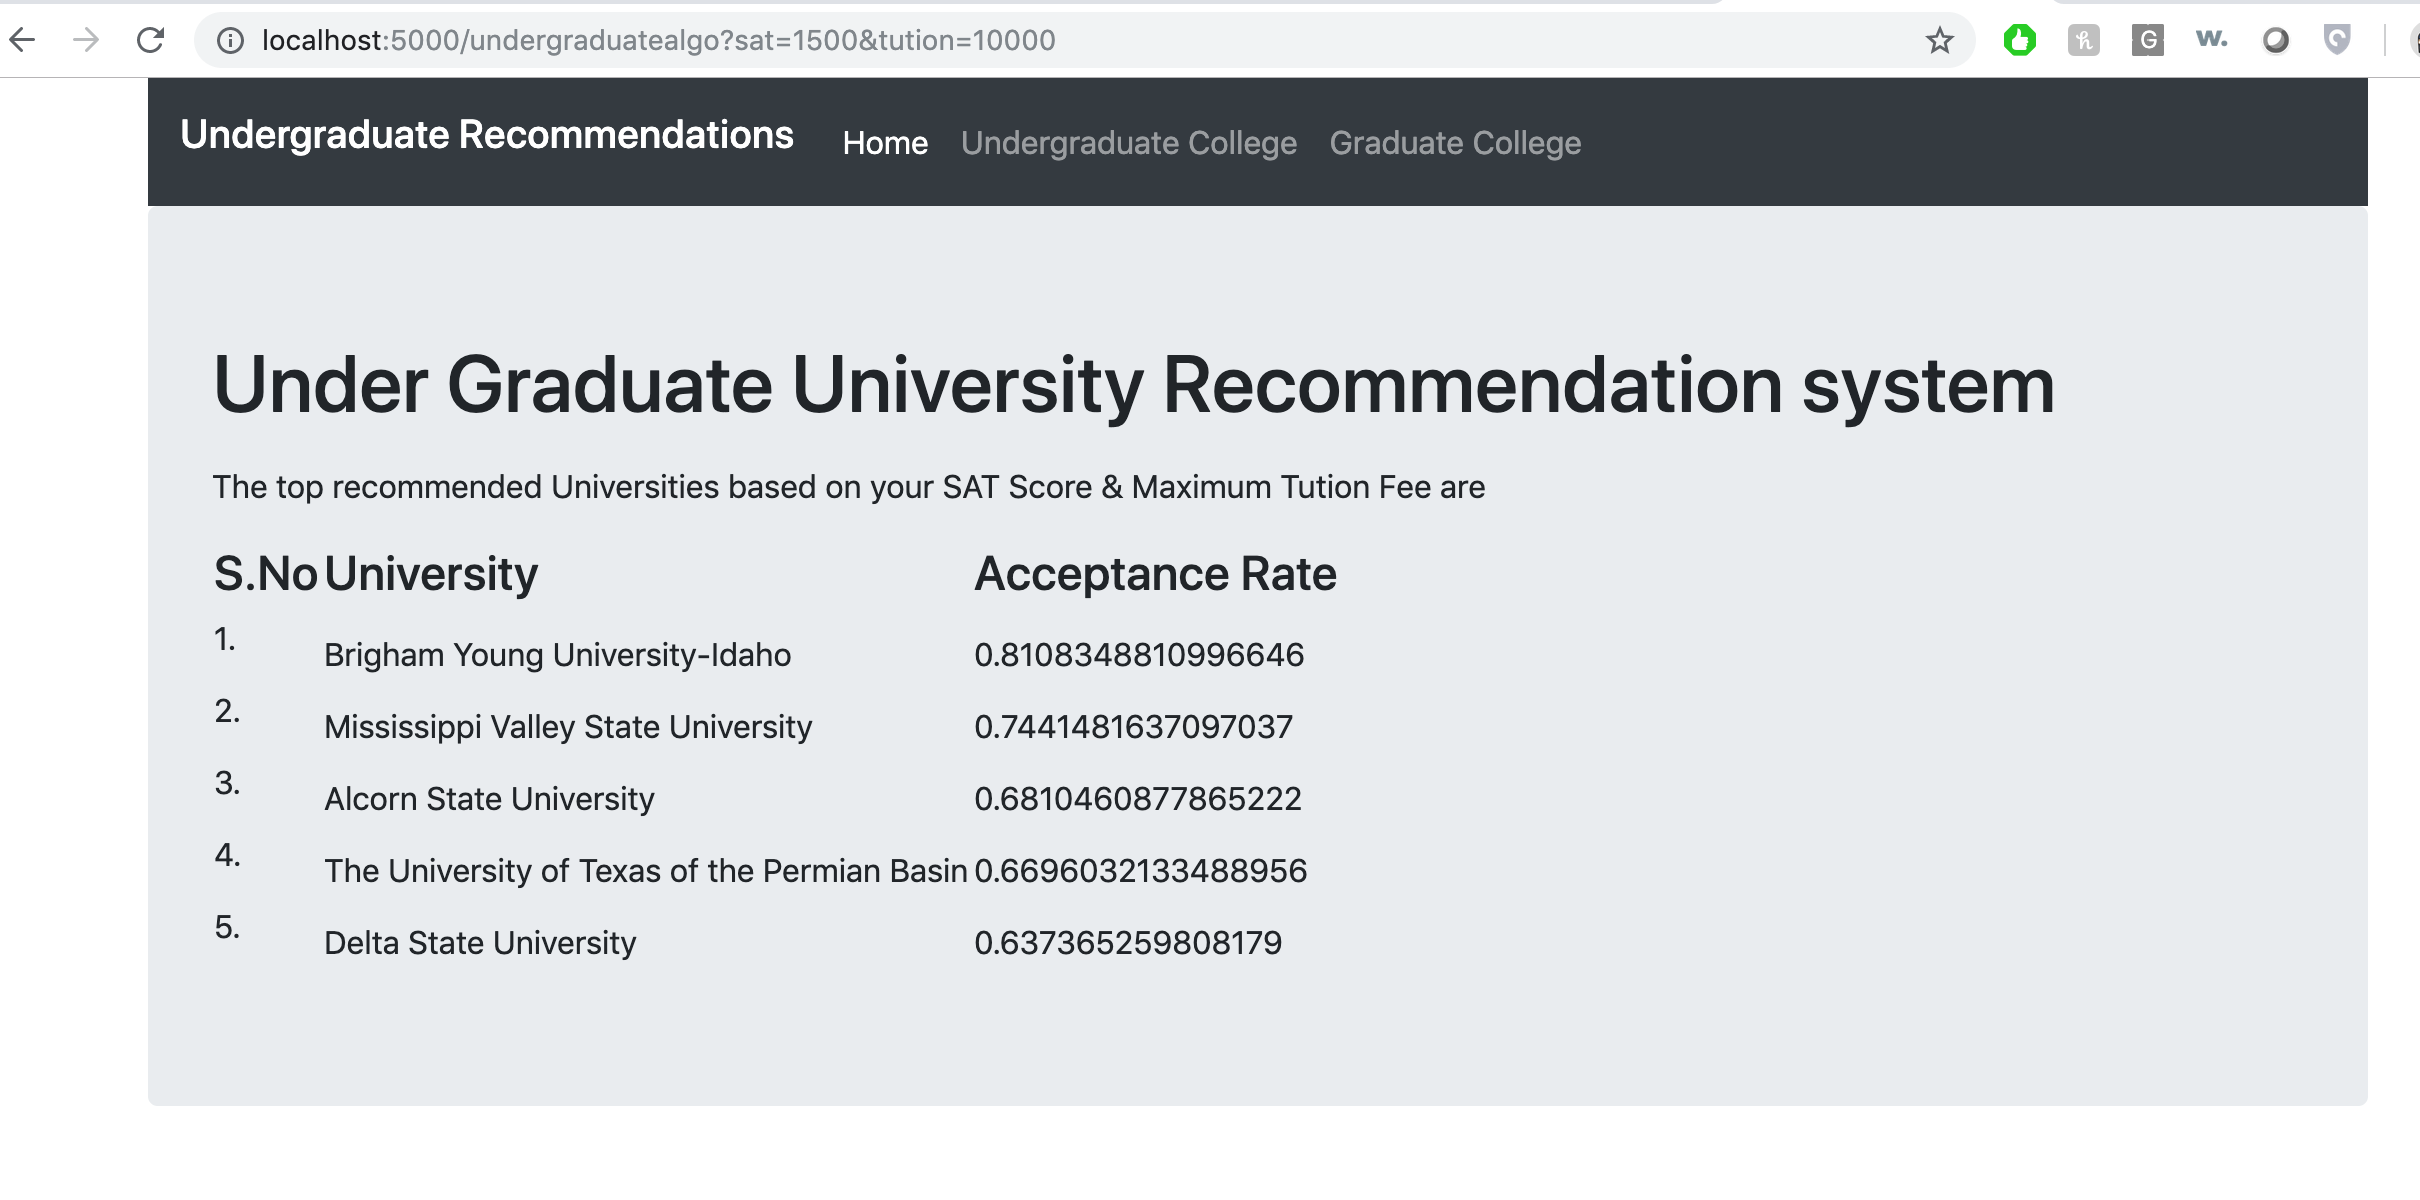 localhost:5000/undergraduatealgo?sat=1500&tution=10000
G w.
Undergraduate Recommendations Home Undergraduate College Graduate College
Under Graduate University Recommendation system
The top recommended Universities based on your SAT Score & Maximum Tution Fee are
S.No University Acceptance Rate
1. Brigham Young University-Idaho 0.8108348810996646
2. Mississippi Valley State University 0.7441481637097037
3. Alcorn State University 0.6810460877865222
4. The University of Texas of the Permian Basin 0.6696032133488956
5. Delta State University 0.637365259808179